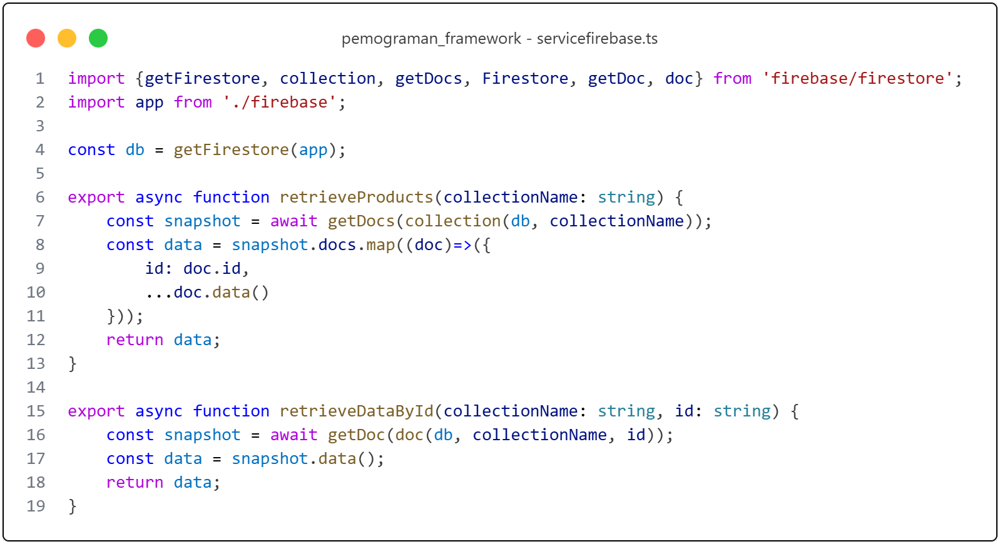 pemograman_framework - servicefirebase.ts
1 import {getFirestore, collection, getDocs, Firestore, getDoc, doc} from 'firebase/firestore';
2 import app from './firebase';
3
4 const db = getFirestore(app);
5
6 export async function retrieveProducts(collectionName: string) {
7     const snapshot = await getDocs(collection(db, collectionName));
8     const data = snapshot.docs.map((doc)=>({
9         id: doc.id,
10         ...doc.data()
11     }));
12     return data;
13 }
14
15 export async function retrieveDataById(collectionName: string, id: string) {
16     const snapshot = await getDoc(doc(db, collectionName, id));
17     const data = snapshot.data();
18     return data;
19 }